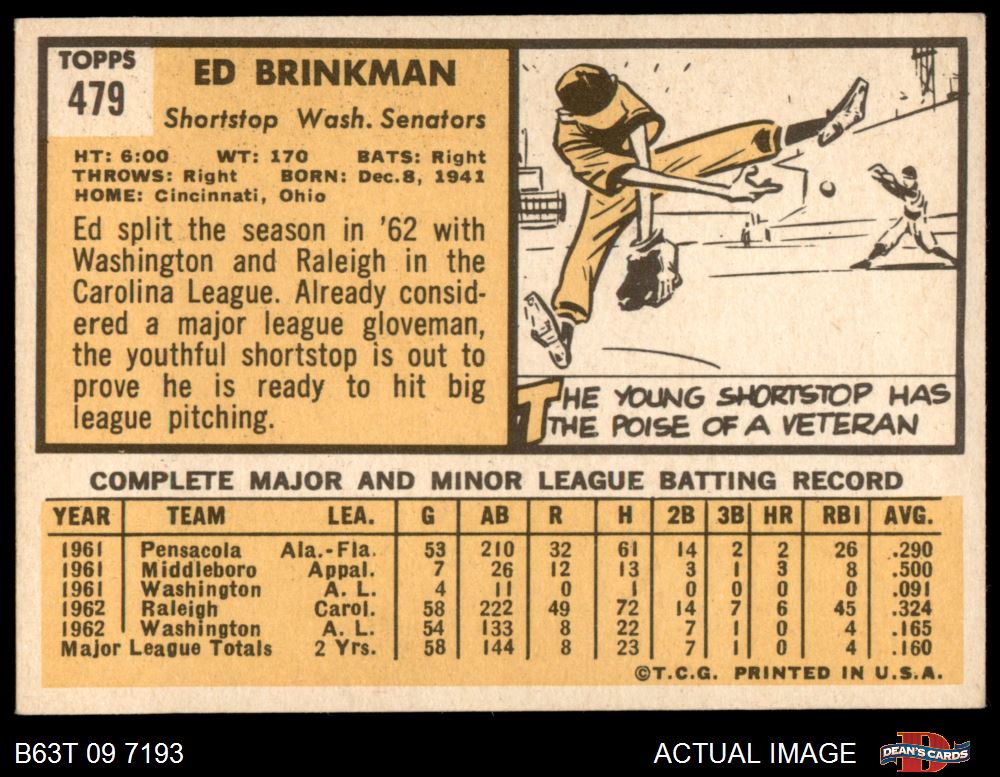 TOPPS
479
ED BRINKMAN
Shortstop Wash. Senators
HT: 6:00 WT: 170 BATS: Right
THROWS: Right BORN: Dec. 8, 1941
HOME: Cincinnati, Ohio
Ed split the season in '62 with
Washington and Raleigh in the
Carolina League. Already consid-
ered a major league gloveman,
the youthful shortstop is out to
prove he is ready to hit big
league pitching.
THE YOUNG SHORTSTOP HAS
THE POISE OF A VETERAN
COMPLETE MAJOR AND MINOR LEAGUE BATTING RECORD
YEAR TEAM LEA. G AB R H 2B 3B HR RBI AVG.
1961 Pensacola Ala.-Fla. 53 210 32 61 14 2 2 26 .290
1961 Middleboro Appal. 7 26 12 13 3 1 3 8 .500
1961 Washington A. L. 4 11 0 1 0 0 0 0 .091
1962 Raleigh Carol. 58 222 49 72 14 7 6 45 .324
1962 Washington A. L. 54 133 8 22 7 1 0 4 .165
Major League Totals 2 Yrs. 58 144 8 23 7 1 0 4 .160
©T.C.G. PRINTED IN U.S.A.
B63T 09 7193 ACTUAL IMAGE DEAN'S CARDS